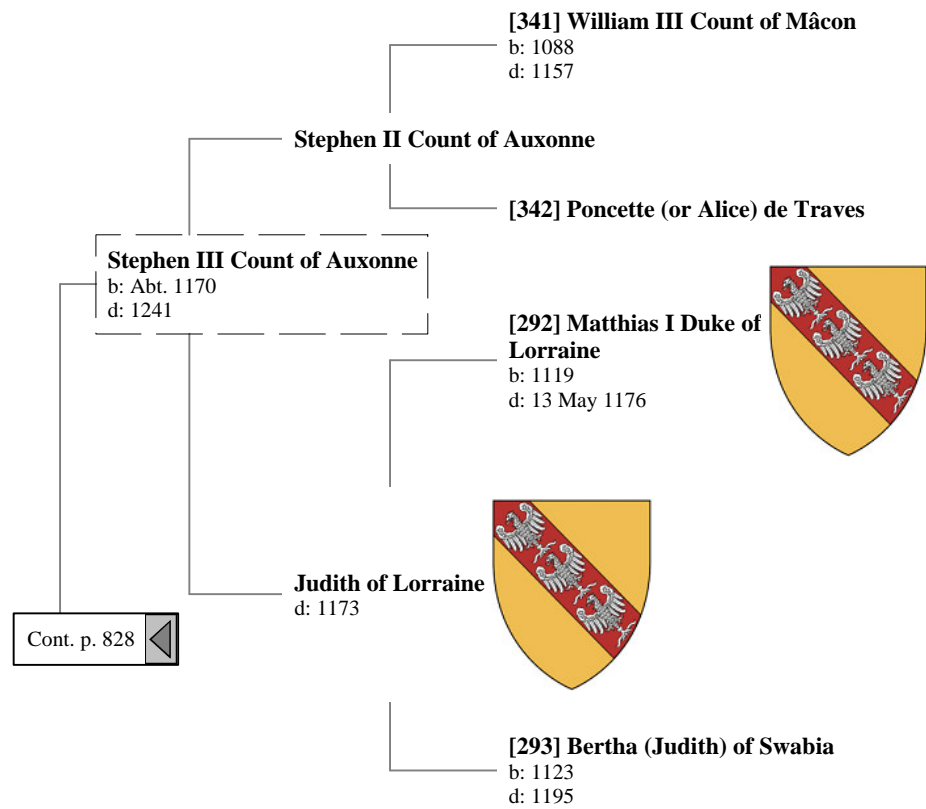 [341] William III Count of Mâcon
b: 1088
d: 1157
Stephen II Count of Auxonne
[342] Poncette (or Alice) de Traves
Stephen III Count of Auxonne
b: Abt. 1170
d: 1241
[292] Matthias I Duke of
Lorraine
b: 1119
d: 13 May 1176
Judith of Lorraine
d: 1173
Cont. p. 828
[293] Bertha (Judith) of Swabia
b: 1123
d: 1195